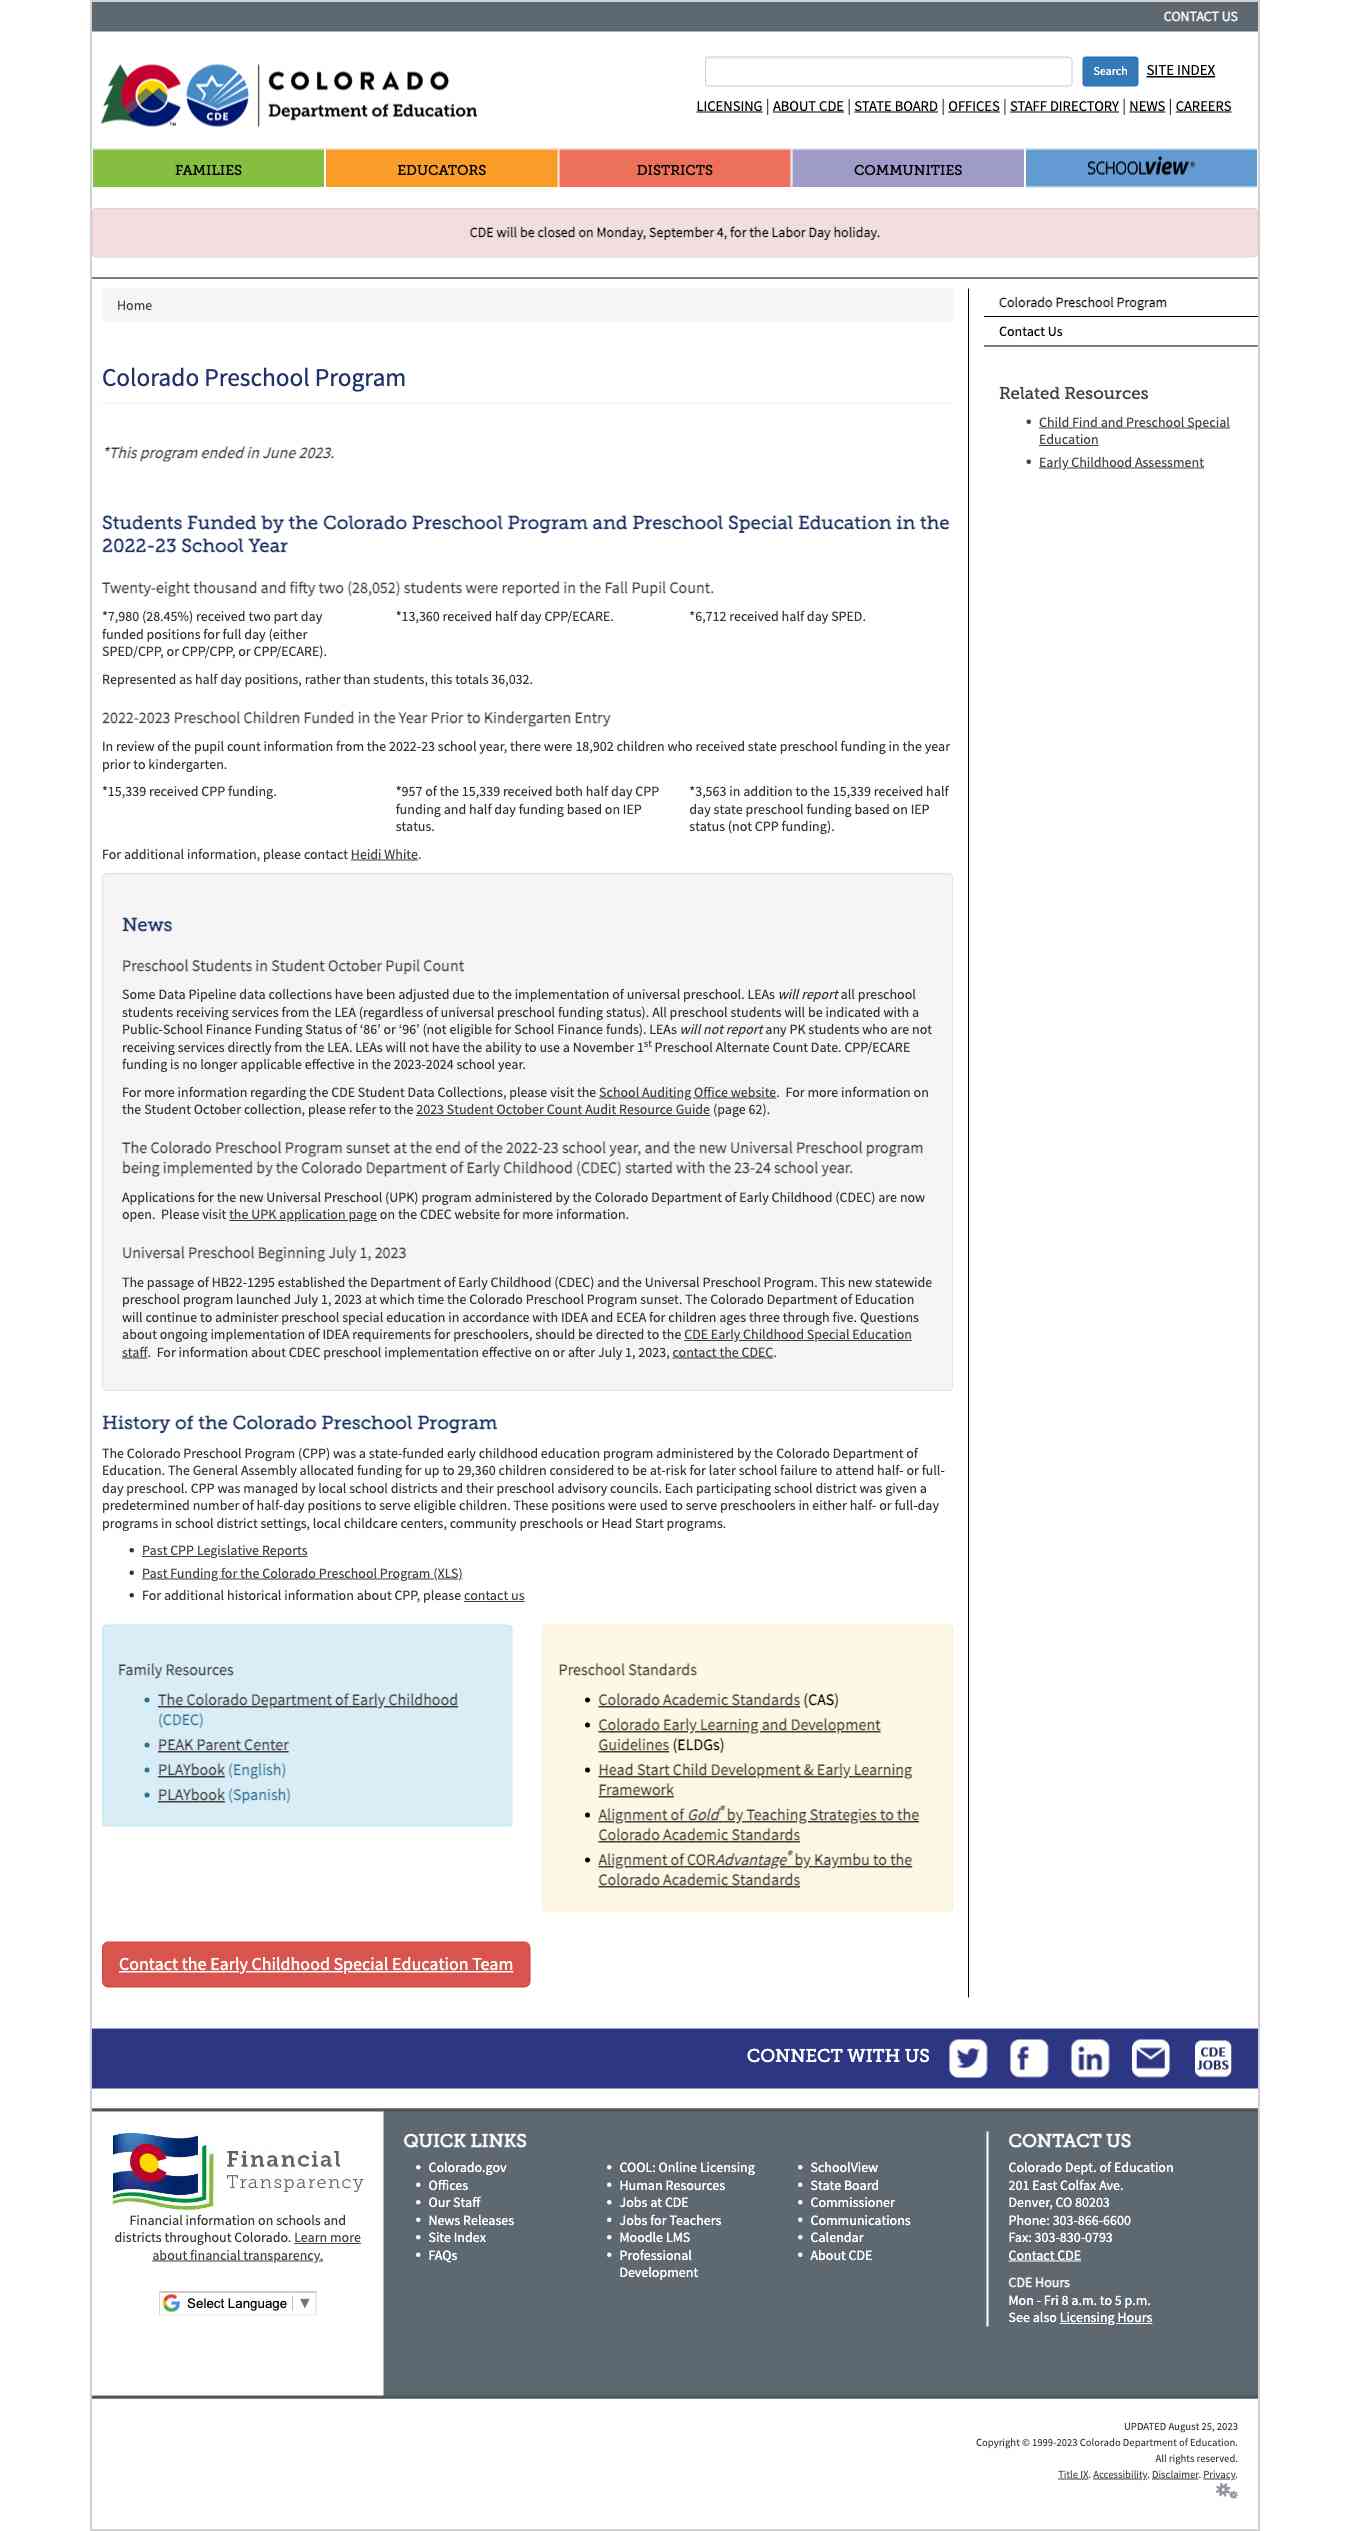 CONTACT US
COLORADO
Department of Education
CDE
Search
SITE INDEX
LICENSING | ABOUT CDE | STATE BOARD | OFFICES | STAFF DIRECTORY | NEWS | CAREERS
FAMILIES
EDUCATORS
DISTRICTS
COMMUNITIES
SCHOOLview®
CDE will be closed on Monday, September 4, for the Labor Day holiday.
Home
Colorado Preschool Program
Contact Us
Related Resources
• Child Find and Preschool Special
Education
• Early Childhood Assessment
Colorado Preschool Program
*This program ended in June 2023.
Students Funded by the Colorado Preschool Program and Preschool Special Education in the
2022-23 School Year
Twenty-eight thousand and fifty two (28,052) students were reported in the Fall Pupil Count.
*7,980 (28.45%) received two part day
funded positions for full day (either
SPED/CPP, or CPP/CPP, or CPP/ECARE).
*13,360 received half day CPP/ECARE.
*6,712 received half day SPED.
Represented as half day positions, rather than students, this totals 36,032.
2022-2023 Preschool Children Funded in the Year Prior to Kindergarten Entry
In review of the pupil count information from the 2022-23 school year, there were 18,902 children who received state preschool funding in the year
prior to kindergarten.
*15,339 received CPP funding.
*957 of the 15,339 received both half day CPP
funding and half day funding based on IEP
status.
*3,563 in addition to the 15,339 received half
day state preschool funding based on IEP
status (not CPP funding).
For additional information, please contact Heidi White.
News
Preschool Students in Student October Pupil Count
Some Data Pipeline data collections have been adjusted due to the implementation of universal preschool. LEAs will report all preschool
students receiving services from the LEA (regardless of universal preschool funding status). All preschool students will be indicated with a
Public-School Finance Funding Status of ‘86’ or ‘96’ (not eligible for School Finance funds). LEAs will not report any PK students who are not
receiving services directly from the LEA. LEAs will not have the ability to use a November 1st Preschool Alternate Count Date. CPP/ECARE
funding is no longer applicable effective in the 2023-2024 school year.
For more information regarding the CDE Student Data Collections, please visit the School Auditing Office website. For more information on
the Student October collection, please refer to the 2023 Student October Count Audit Resource Guide (page 62).
The Colorado Preschool Program sunset at the end of the 2022-23 school year, and the new Universal Preschool program
being implemented by the Colorado Department of Early Childhood (CDEC) started with the 23-24 school year.
Applications for the new Universal Preschool (UPK) program administered by the Colorado Department of Early Childhood (CDEC) are now
open. Please visit the UPK application page on the CDEC website for more information.
Universal Preschool Beginning July 1, 2023
The passage of HB22-1295 established the Department of Early Childhood (CDEC) and the Universal Preschool Program. This new statewide
preschool program launched July 1, 2023 at which time the Colorado Preschool Program sunset. The Colorado Department of Education
will continue to administer preschool special education in accordance with IDEA and ECEA for children ages three through five. Questions
about ongoing implementation of IDEA requirements for preschoolers, should be directed to the CDE Early Childhood Special Education
staff. For information about CDEC preschool implementation effective on or after July 1, 2023, contact the CDEC.
History of the Colorado Preschool Program
The Colorado Preschool Program (CPP) was a state-funded early childhood education program administered by the Colorado Department of
Education. The General Assembly allocated funding for up to 29,360 children considered to be at-risk for later school failure to attend half- or full-
day preschool. CPP was managed by local school districts and their preschool advisory councils. Each participating school district was given a
predetermined number of half-day positions to serve eligible children. These positions were used to serve preschoolers in either half- or full-day
programs in school district settings, local childcare centers, community preschools or Head Start programs.
• Past CPP Legislative Reports
• Past Funding for the Colorado Preschool Program (XLS)
• For additional historical information about CPP, please contact us
Family Resources
• The Colorado Department of Early Childhood
(CDEC)
• PEAK Parent Center
• PLAYbook (English)
• PLAYbook (Spanish)
Preschool Standards
• Colorado Academic Standards (CAS)
• Colorado Early Learning and Development
Guidelines (ELDGs)
• Head Start Child Development & Early Learning
Framework
• Alignment of Gold® by Teaching Strategies to the
Colorado Academic Standards
• Alignment of CORAdvantage® by Kaymbu to the
Colorado Academic Standards
Contact the Early Childhood Special Education Team
CONNECT WITH US
CDE
JOBS
Financial
Transparency
Financial information on schools and
districts throughout Colorado. Learn more
about financial transparency.
Select Language ▼
QUICK LINKS
• Colorado.gov
• Offices
• Our Staff
• News Releases
• Site Index
• FAQs
• COOL: Online Licensing
• Human Resources
• Jobs at CDE
• Jobs for Teachers
• Moodle LMS
• Professional
Development
• SchoolView
• State Board
• Commissioner
• Communications
• Calendar
• About CDE
CONTACT US
Colorado Dept. of Education
201 East Colfax Ave.
Denver, CO 80203
Phone: 303-866-6600
Fax: 303-830-0793
Contact CDE
CDE Hours
Mon - Fri 8 a.m. to 5 p.m.
See also Licensing Hours
UPDATED August 25, 2023
Copyright © 1999-2023 Colorado Department of Education.
All rights reserved.
Title IX. Accessibility. Disclaimer. Privacy.